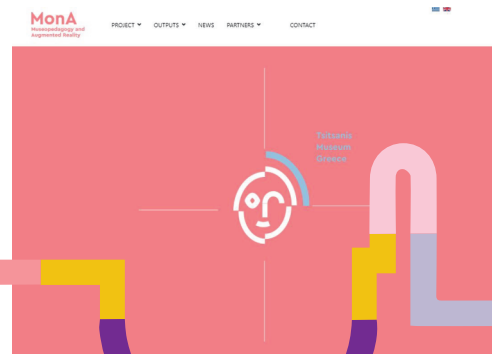 MonA
Museopedagogy and
Augmented Reality
PROJECT
OUTPUTS
NEWS
PARTNERS
CONTACT
Tsitsanis
Museum
Greece